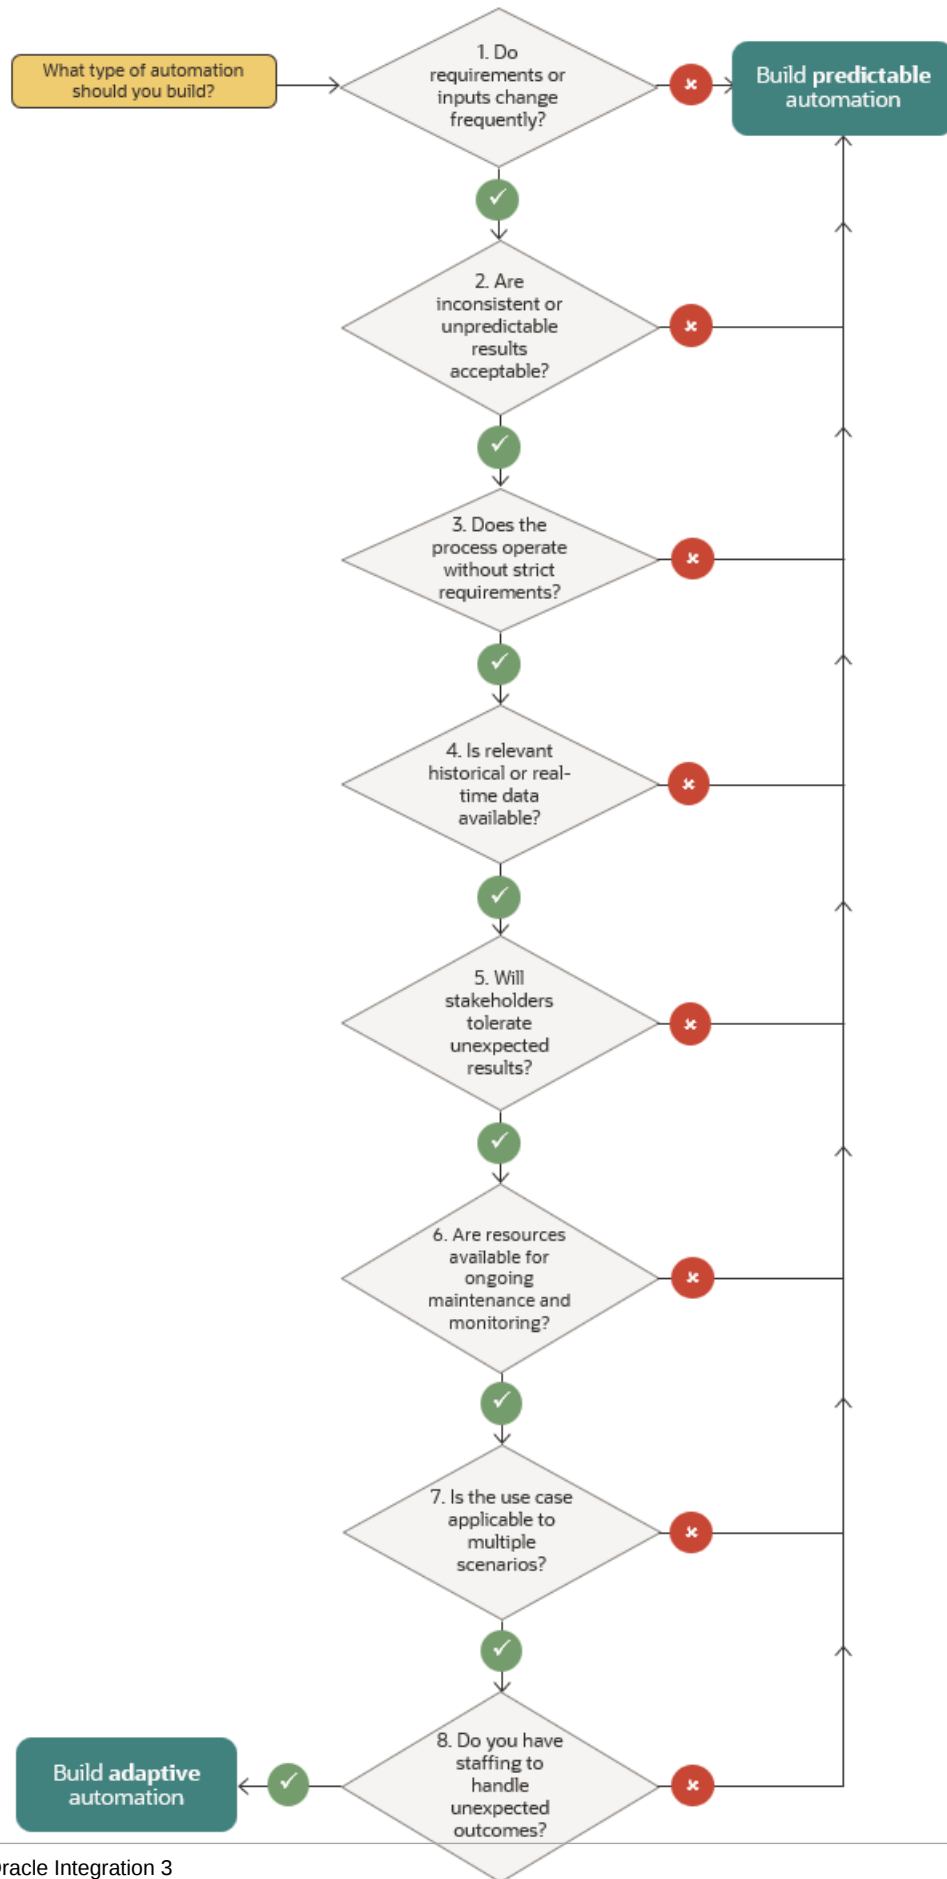 What type of automation
should you build?
1. Do
requirements or
inputs change
frequently?
Build predictable
automation
2. Are
inconsistent or
unpredictable
results
acceptable?
3. Does the
process operate
without strict
requirements?
4. Is relevant
historical or real-
time data
available?
5. Will
stakeholders
tolerate
unexpected
results?
6. Are resources
available for
ongoing
maintenance and
monitoring?
7. Is the use case
applicable to
multiple
scenarios?
8. Do you have
staffing to
handle
unexpected
outcomes?
Build adaptive
automation
racle Integration 3